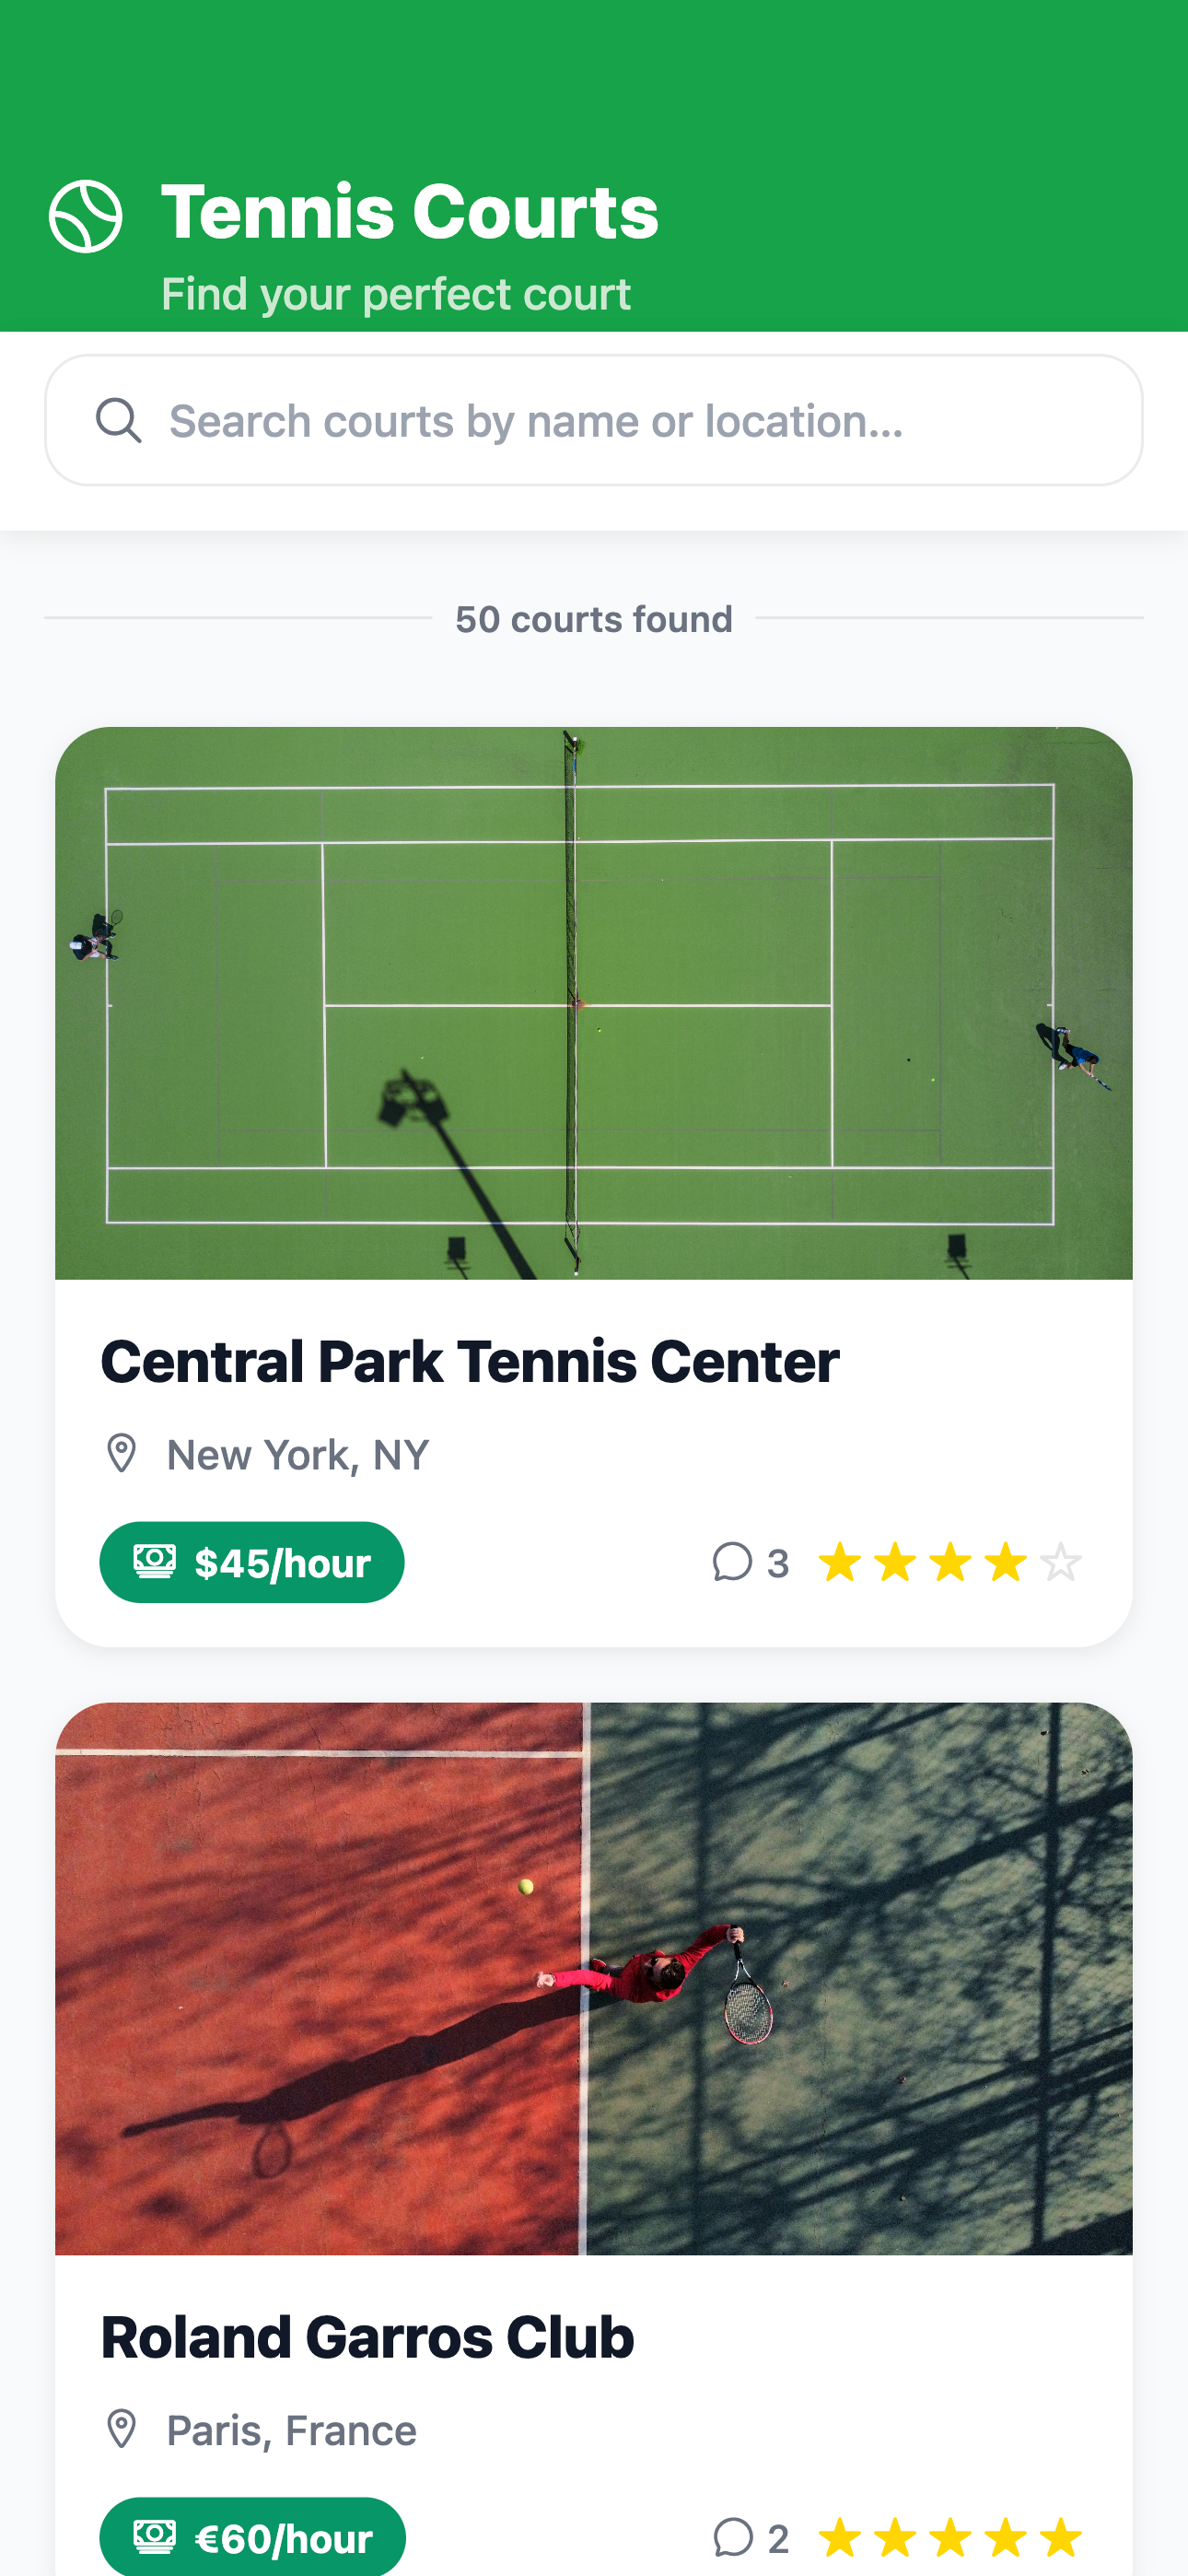 Tennis Courts
Find your perfect court
Search courts by name or location...
50 courts found
Central Park Tennis Center
New York, NY
$45/hour
3
Roland Garros Club
Paris, France
€60/hour
2